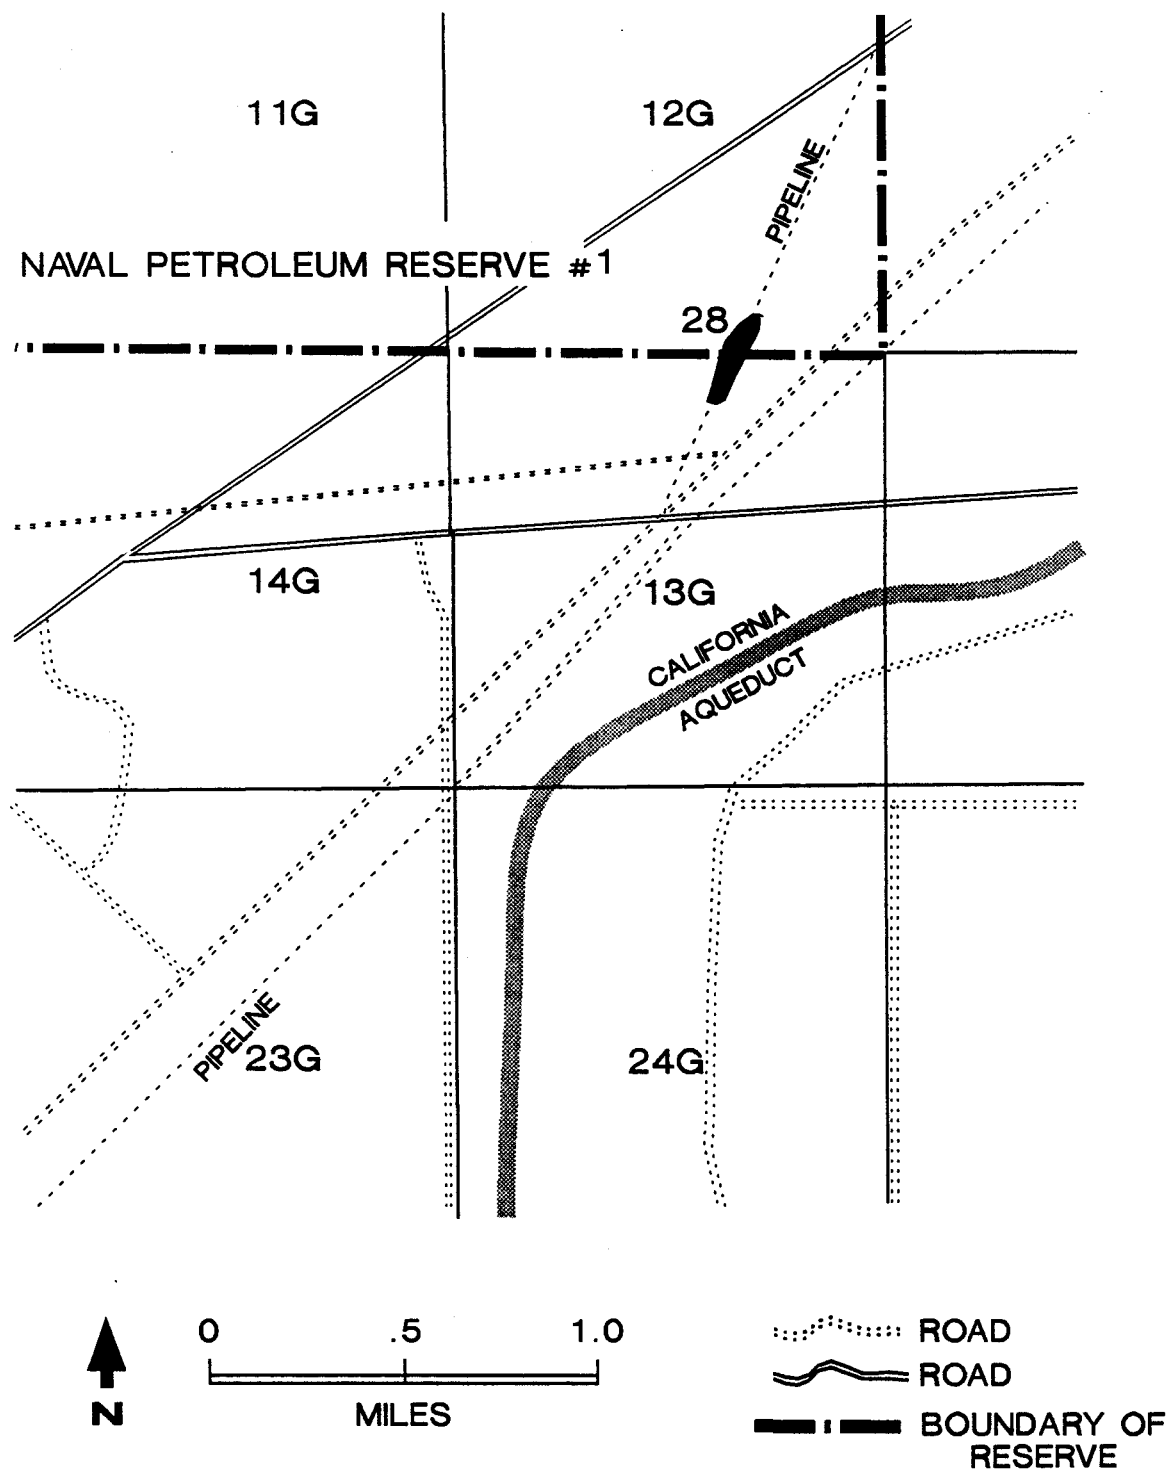 11G
12G
PIPELINE
NAVAL PETROLEUM RESERVE #1
28
14G
13G
CALIFORNIA
AQUEDUCT
PIPELINE
23G
24G
0 .5 1.0
MILES
N
ROAD
ROAD
BOUNDARY OF
RESERVE